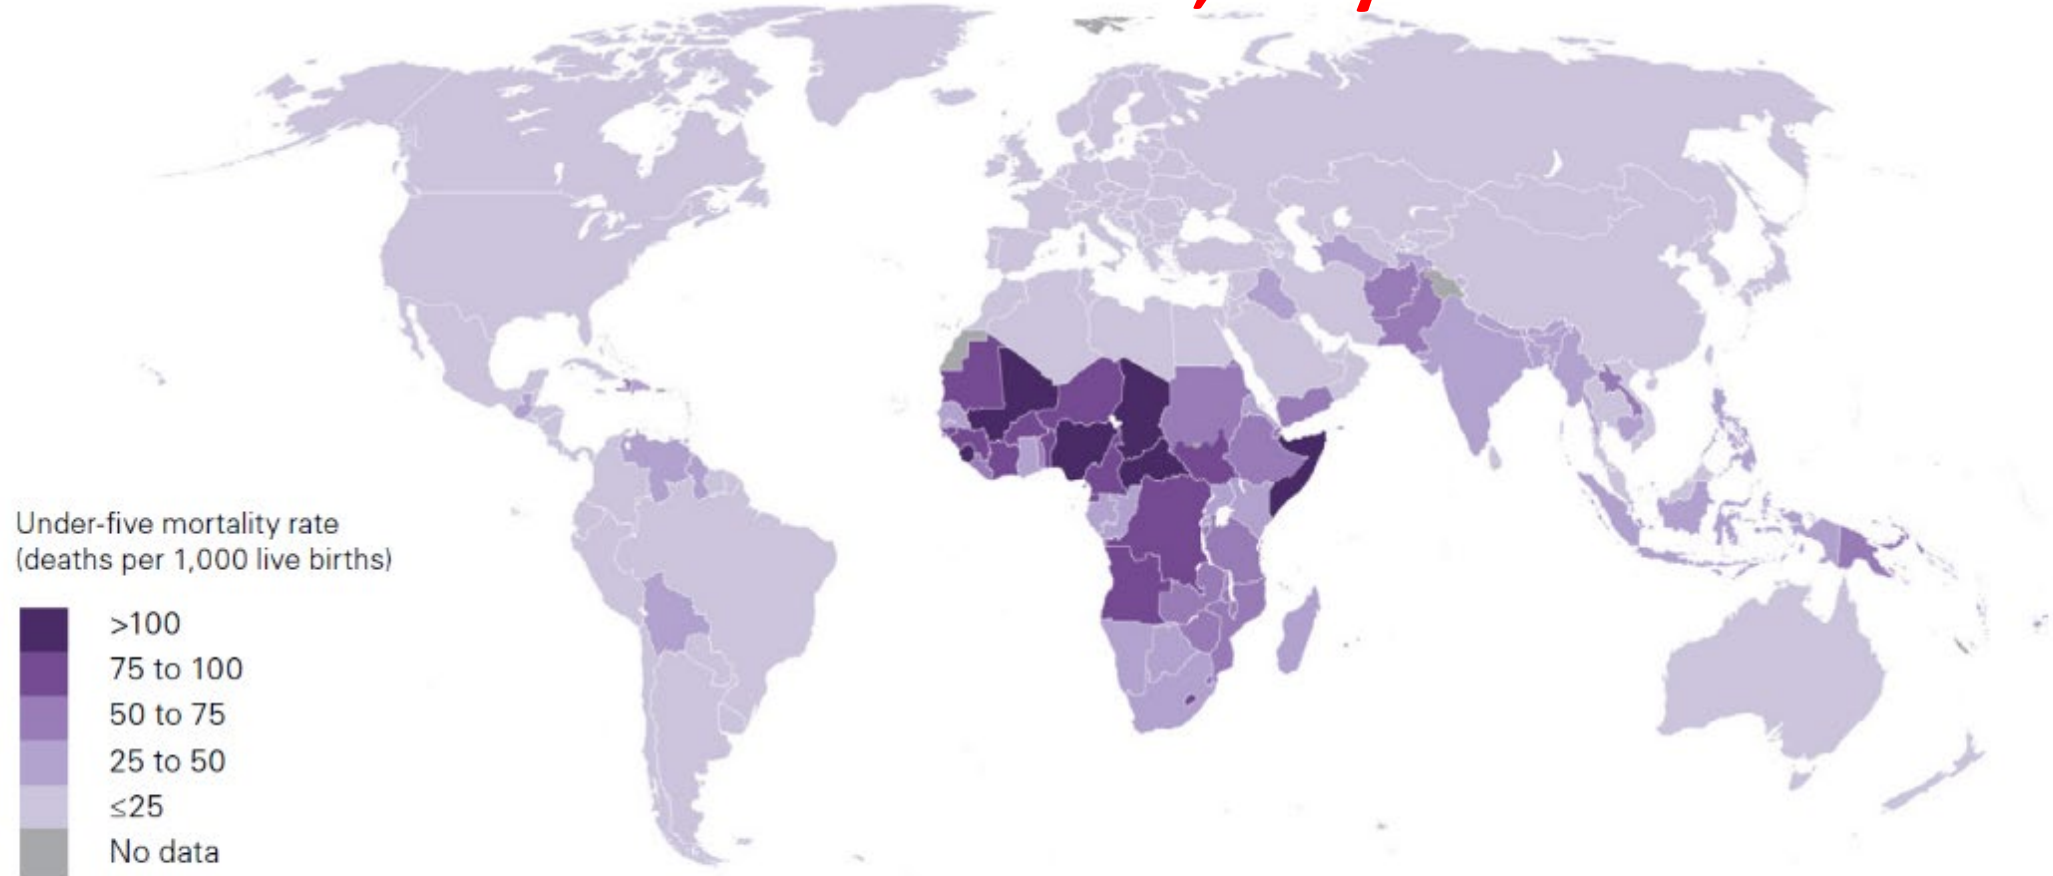 Under-five mortality rate
(deaths per 1,000 live births)
>100
75 to 100
50 to 75
25 to 50
≤25
No data